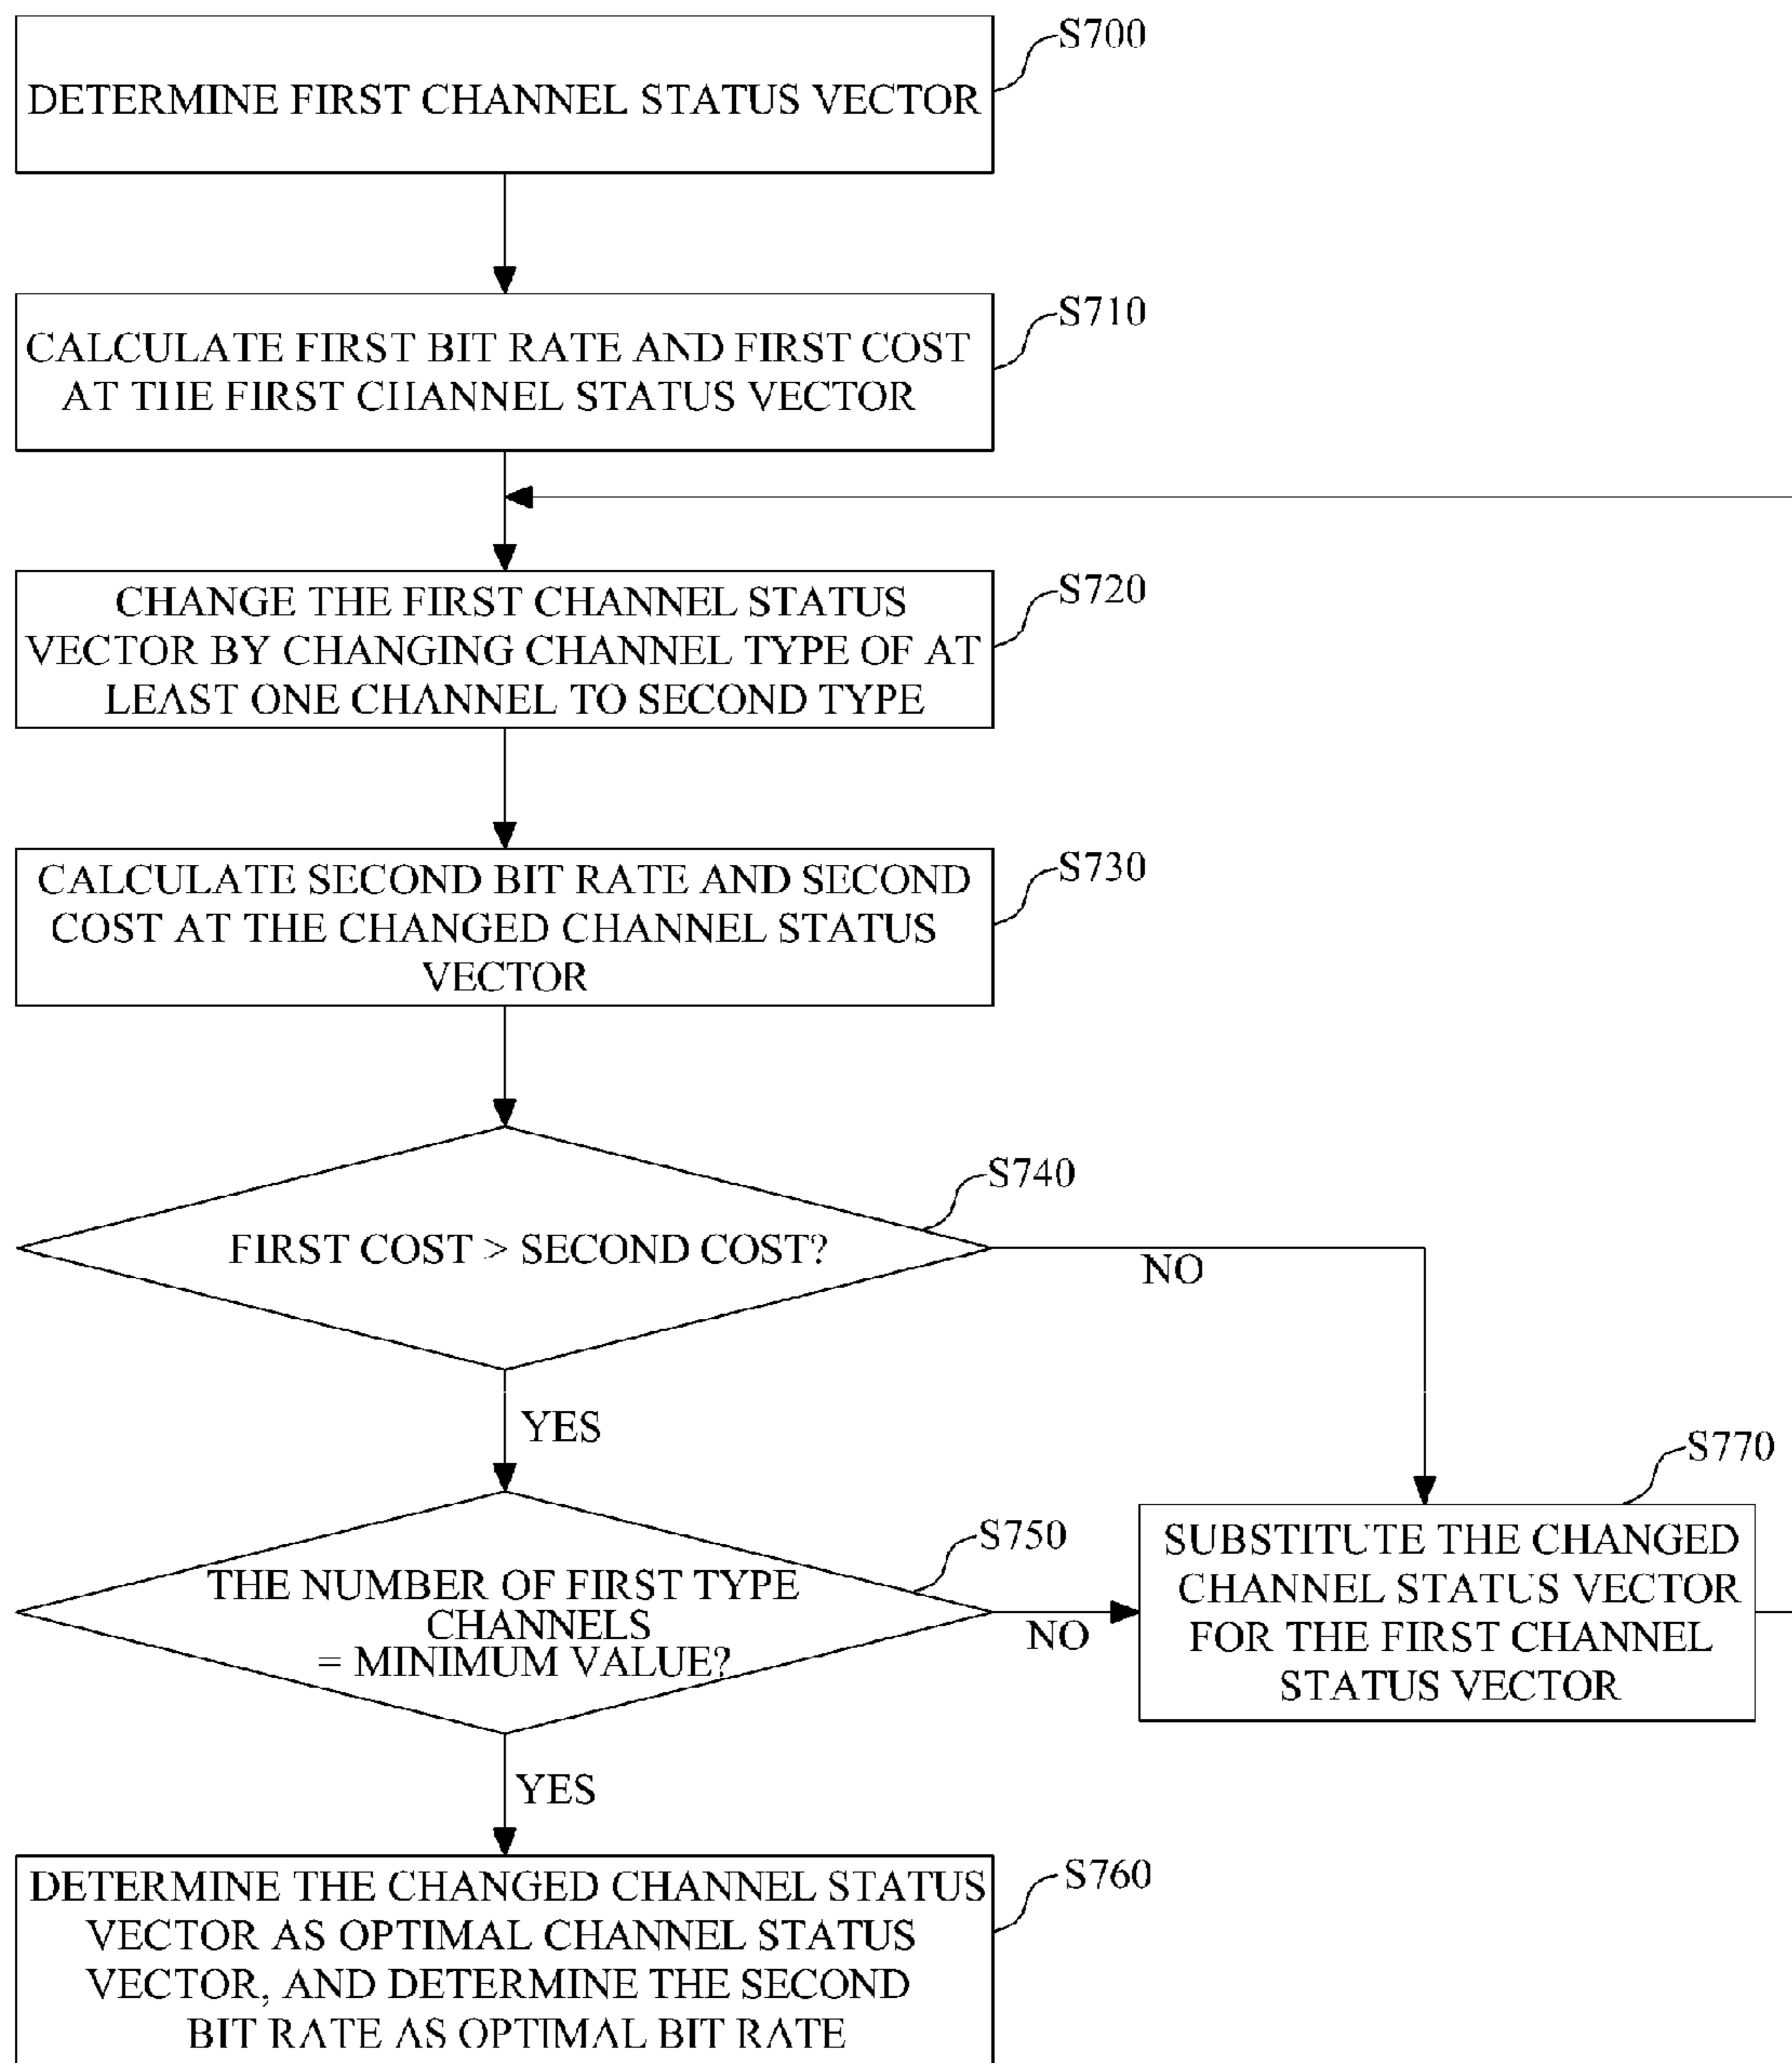 S700
DETERMINE FIRST CHANNEL STATUS VECTOR
S710
CALCULATE FIRST BIT RATE AND FIRST COST
AT THE FIRST CHANNEL STATUS VECTOR
S720
CHANGE THE FIRST CHANNEL STATUS
VECTOR BY CHANGING CHANNEL TYPE OF AT
LEAST ONE CHANNEL TO SECOND TYPE
S730
CALCULATE SECOND BIT RATE AND SECOND
COST AT THE CHANGED CHANNEL STATUS
VECTOR
S740
FIRST COST > SECOND COST?
NO
YES
S750
THE NUMBER OF FIRST TYPE
CHANNELS
= MINIMUM VALUE?
NO
S770
SUBSTITUTE THE CHANGED
CHANNEL STATUS VECTOR
FOR THE FIRST CHANNEL
STATUS VECTOR
YES
S760
DETERMINE THE CHANGED CHANNEL STATUS
VECTOR AS OPTIMAL CHANNEL STATUS
VECTOR, AND DETERMINE THE SECOND
BIT RATE AS OPTIMAL BIT RATE